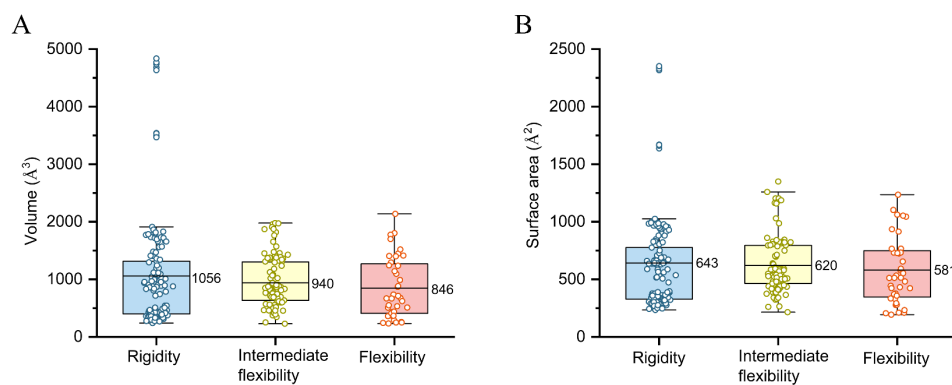 A
Volume (Å³)
5000
4000
3000
2000
1000
0
1056
940
846
Rigidity
Intermediate
flexibility
Flexibility
B
Surface area (Å²)
2500
2000
1500
1000
500
0
643
620
581
Rigidity
Intermediate
flexibility
Flexibility